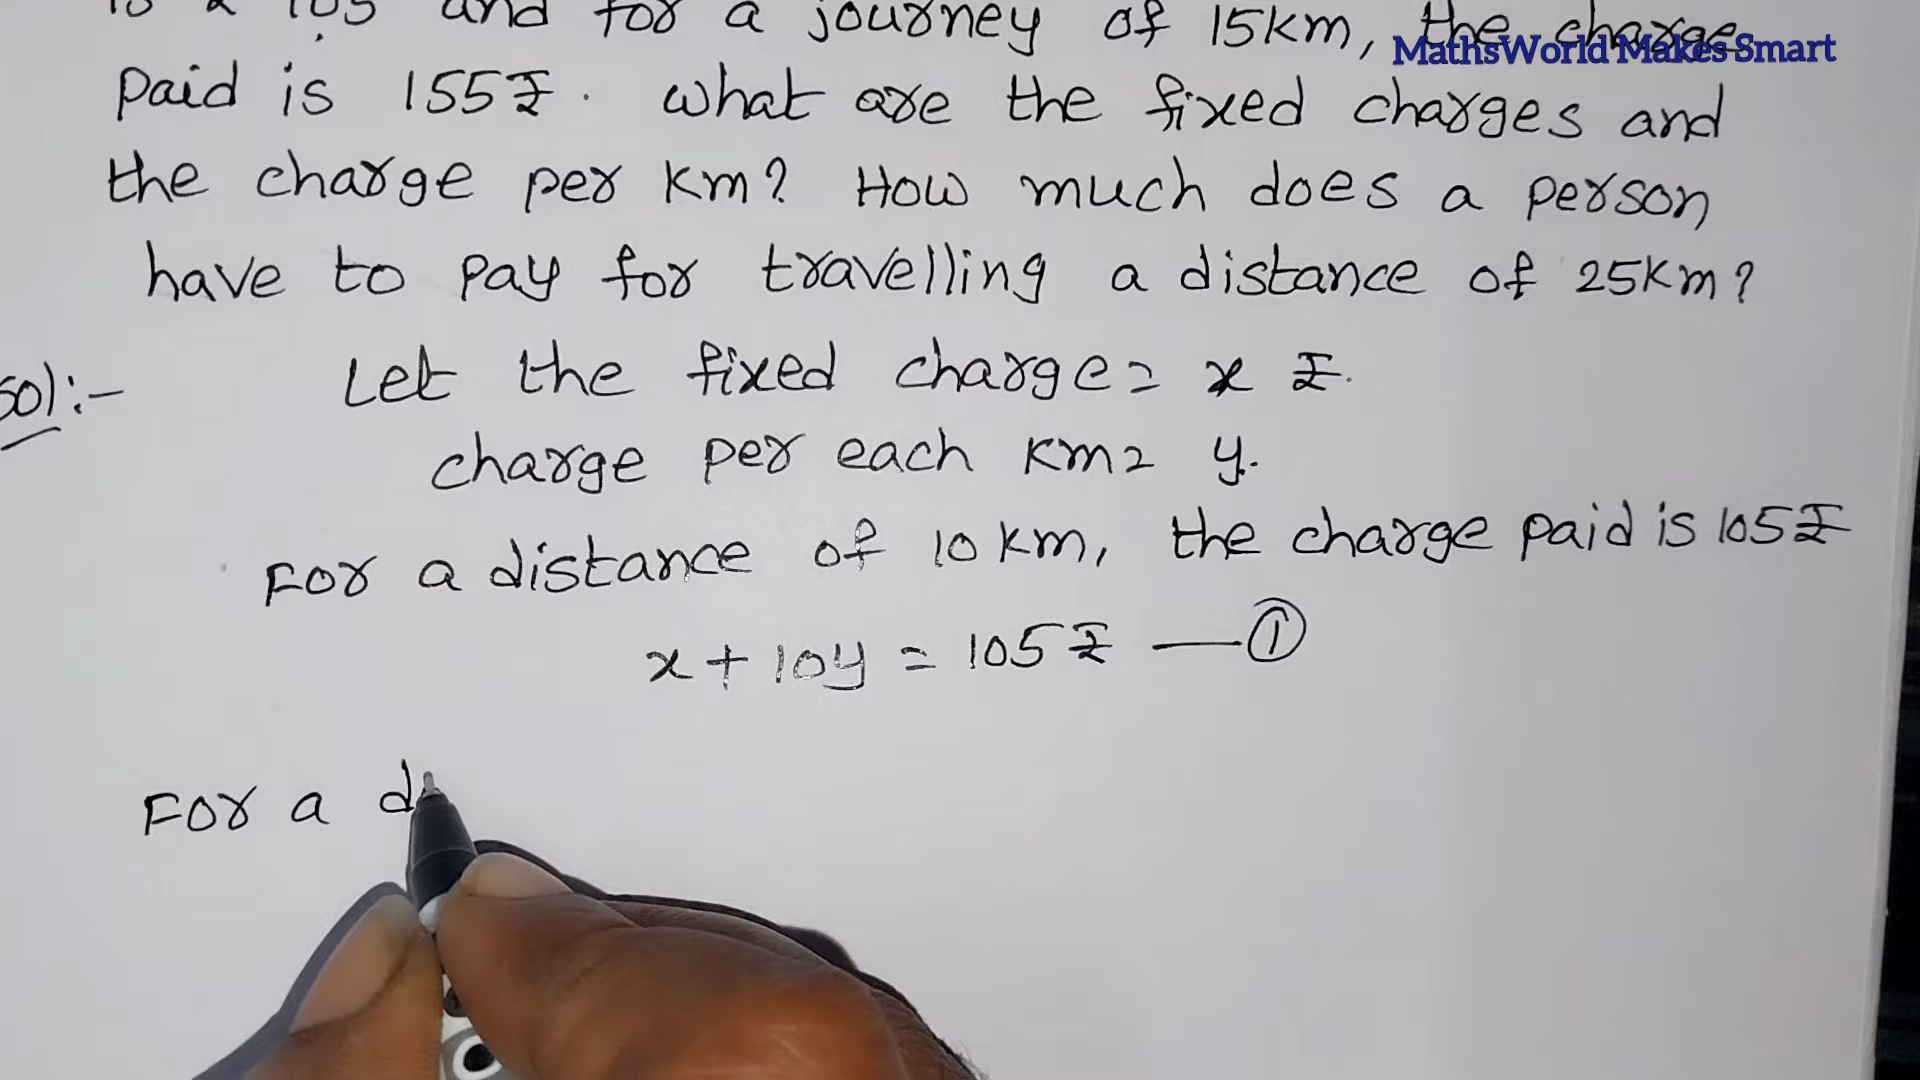 is ₹ 105 and for a journey of 15km, the charge
MathsWorld Makes Smart
paid is 155₹. what are the fixed charges and
the charge per km? How much does a person
have to pay for travelling a distance of 25km?
Sol:- Let the fixed charge = x ₹.
charge per each km = y.
For a distance of 10 km, the charge paid is 105₹
x + 10y = 105₹ — ①
For a d